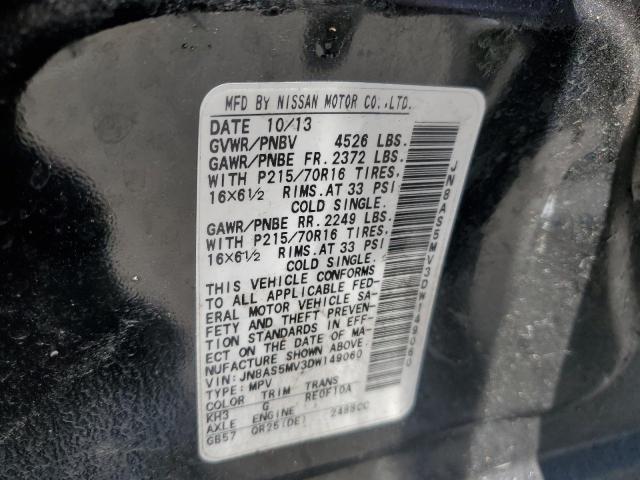 MFD BY NISSAN MOTOR CO.,LTD.
DATE 10/13
GVWR/PNBV 4526 LBS.
GAWR/PNBE FR. 2372 LBS.
WITH P215/70R16 TIRES,
16X6½ RIMS. AT 33 PSI
COLD SINGLE.
GAWR/PNBE RR. 2249 LBS.
WITH P215/70R16 TIRES,
16X6½ RIMS. AT 33 PSI
COLD SINGLE.
THIS VEHICLE CONFORMS
TO ALL APPLICABLE FED-
ERAL MOTOR VEHICLE SA-
FETY AND THEFT PREVEN-
TION STANDARDS IN EFF-
ECT ON THE DATE OF MA-
NUFACTURE SHOWN ABOVE.
VIN: JN8AS5MV3DW149060
TYPE: MPV
COLOR TRIM TRANS
KH3 G RE0F10A
AXLE ENGINE
GB57 QR25(DE) 2488CC
JN8AS5MV3DW149060